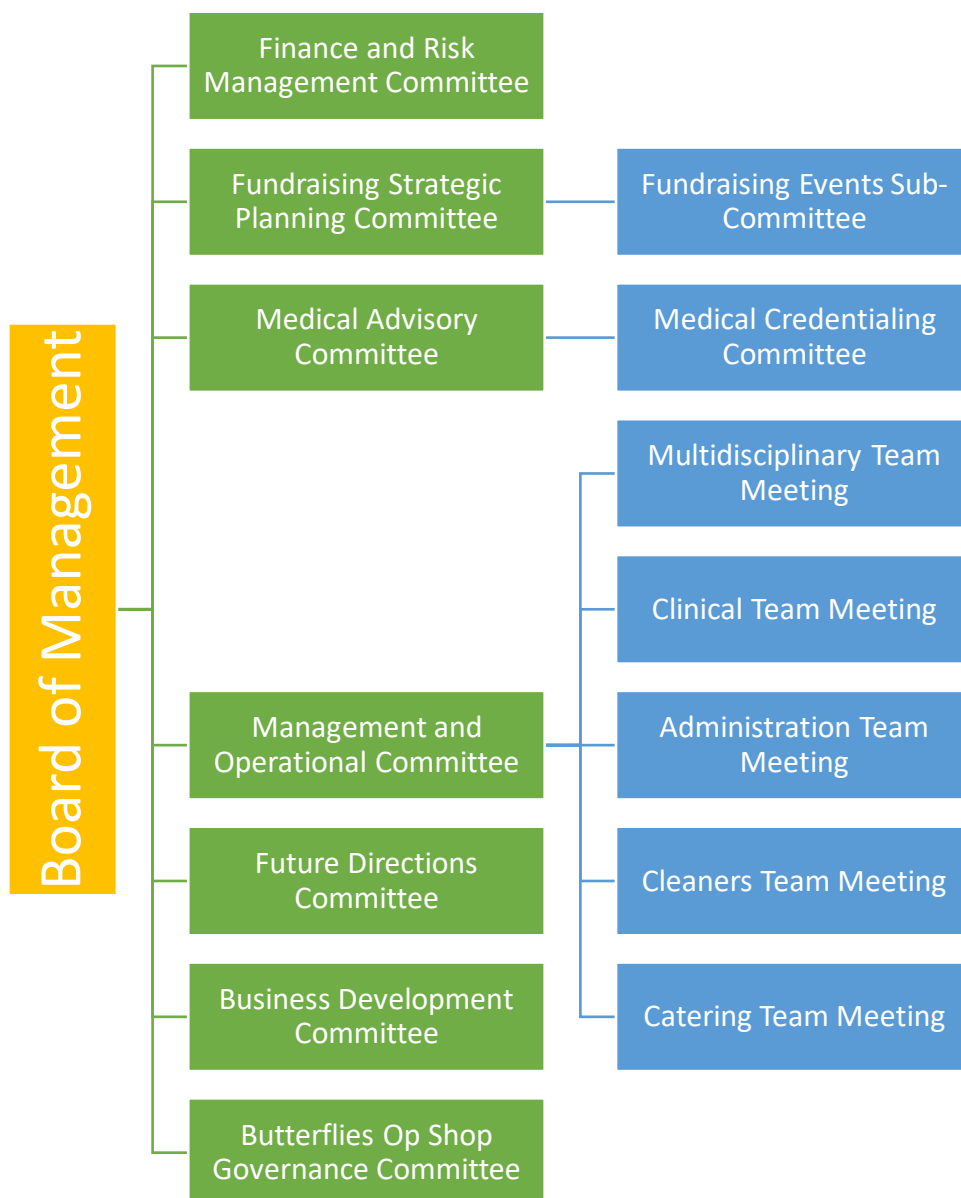 Board of Management
Finance and Risk
Management Committee
Fundraising Strategic
Planning Committee
Fundraising Events Sub-
Committee
Medical Advisory
Committee
Medical Credentialing
Committee
Management and
Operational Committee
Multidisciplinary Team
Meeting
Clinical Team Meeting
Administration Team
Meeting
Cleaners Team Meeting
Catering Team Meeting
Future Directions
Committee
Business Development
Committee
Butterflies Op Shop
Governance Committee